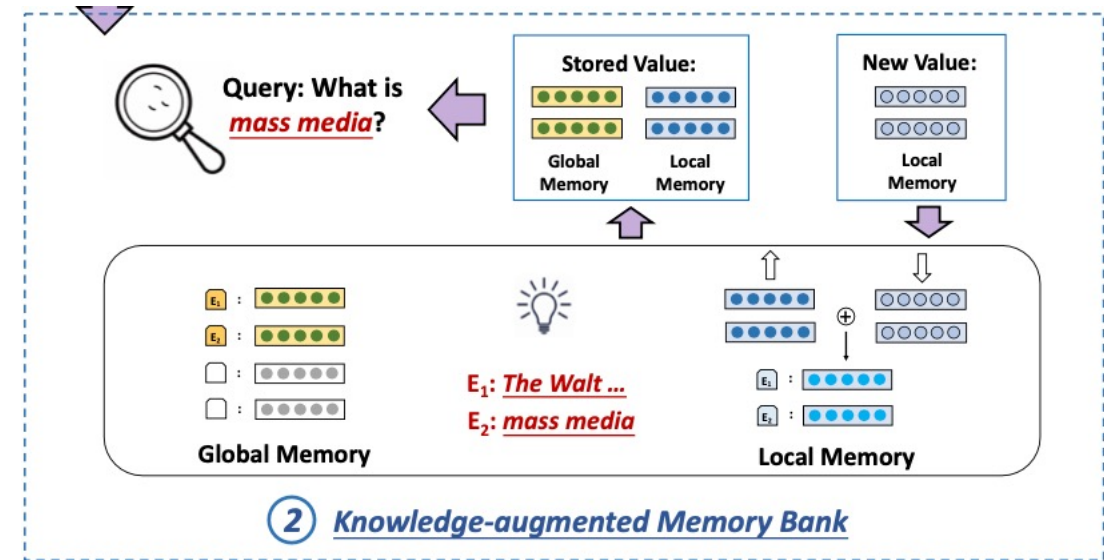 Query: What is
mass media?
Stored Value:
Global
Memory
Local
Memory
New Value:
Local
Memory
E₁ :
E₂ :
:
:
Global Memory
E₁: The Walt ...
E₂: mass media
⊕
E₁ :
E₂ :
Local Memory
2 Knowledge-augmented Memory Bank